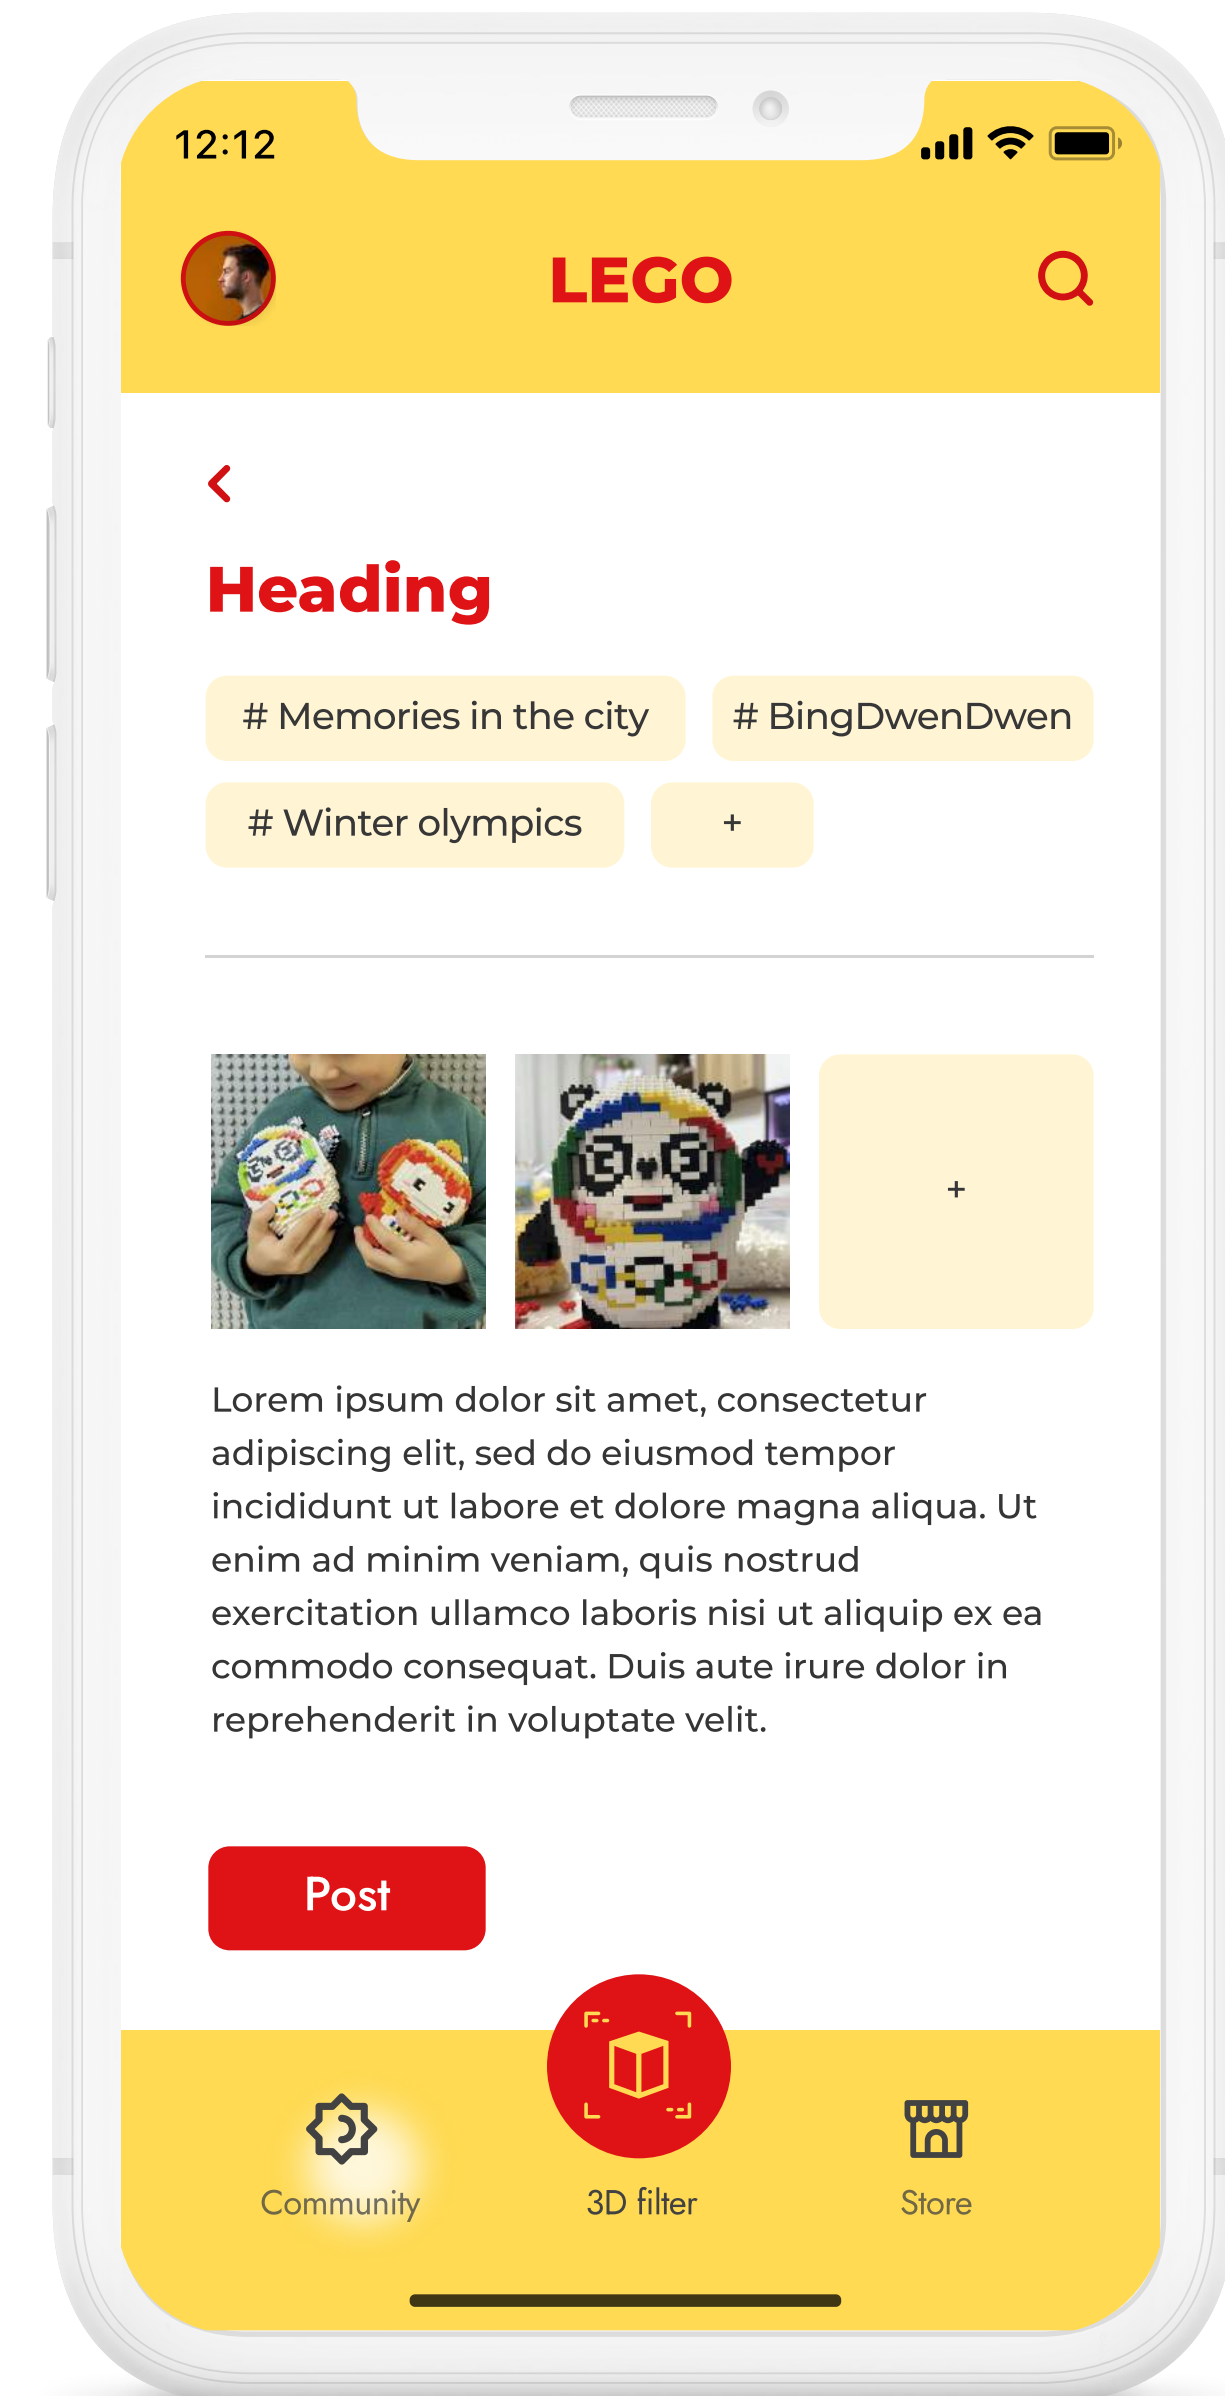 12:12
LEGO
Heading
# Memories in the city
# BingDwenDwen
# Winter olympics
+
+
Lorem ipsum dolor sit amet, consectetur
adipiscing elit, sed do eiusmod tempor
incididunt ut labore et dolore magna aliqua. Ut
enim ad minim veniam, quis nostrud
exercitation ullamco laboris nisi ut aliquip ex ea
commodo consequat. Duis aute irure dolor in
reprehenderit in voluptate velit.
Post
Community
3D filter
Store